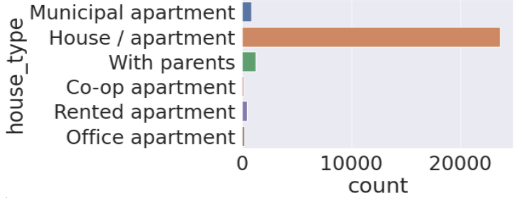 house_type
Municipal apartment
House / apartment
With parents
Co-op apartment
Rented apartment
Office apartment
0 10000 20000
count